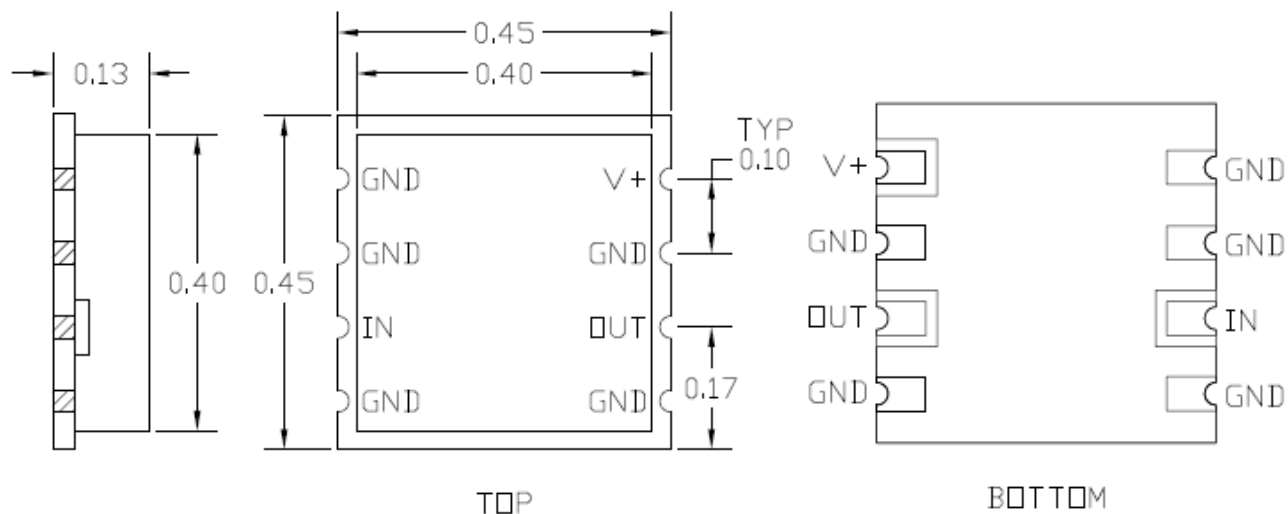 0.45
0.13
0.40
TYP
0.10
GND V+
V+ GND
GND GND
GND GND
0.40
0.45
IN OUT
OUT IN
0.17
GND GND
GND GND
TOP
BOTTOM